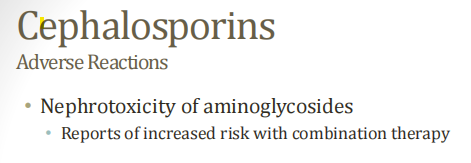 Cephalosporins
Adverse Reactions
• Nephrotoxicity of aminoglycosides
• Reports of increased risk with combination therapy